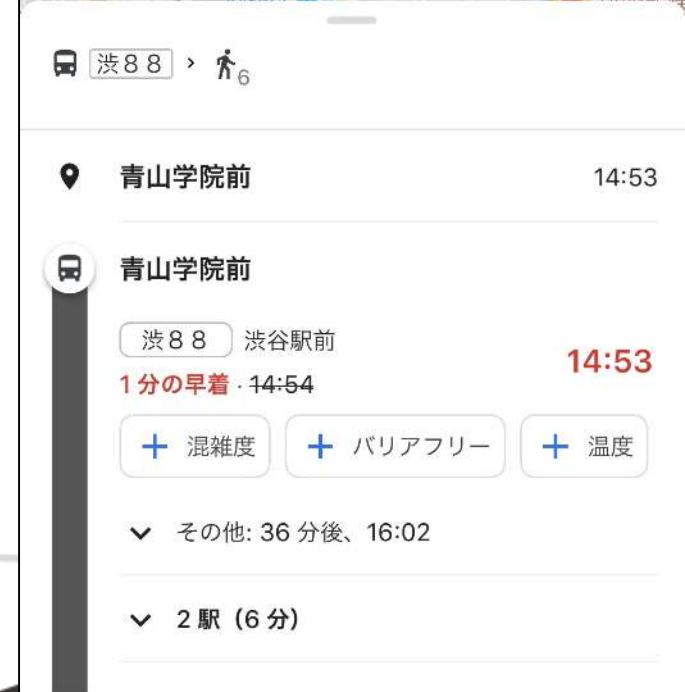 渋88 › 6
青山学院前 14:53
青山学院前
渋88 渋谷駅前
14:53
1分の早着 · 14:54
+ 混雑度 + バリアフリー + 温度
その他: 36 分後、16:02
2 駅（6 分）